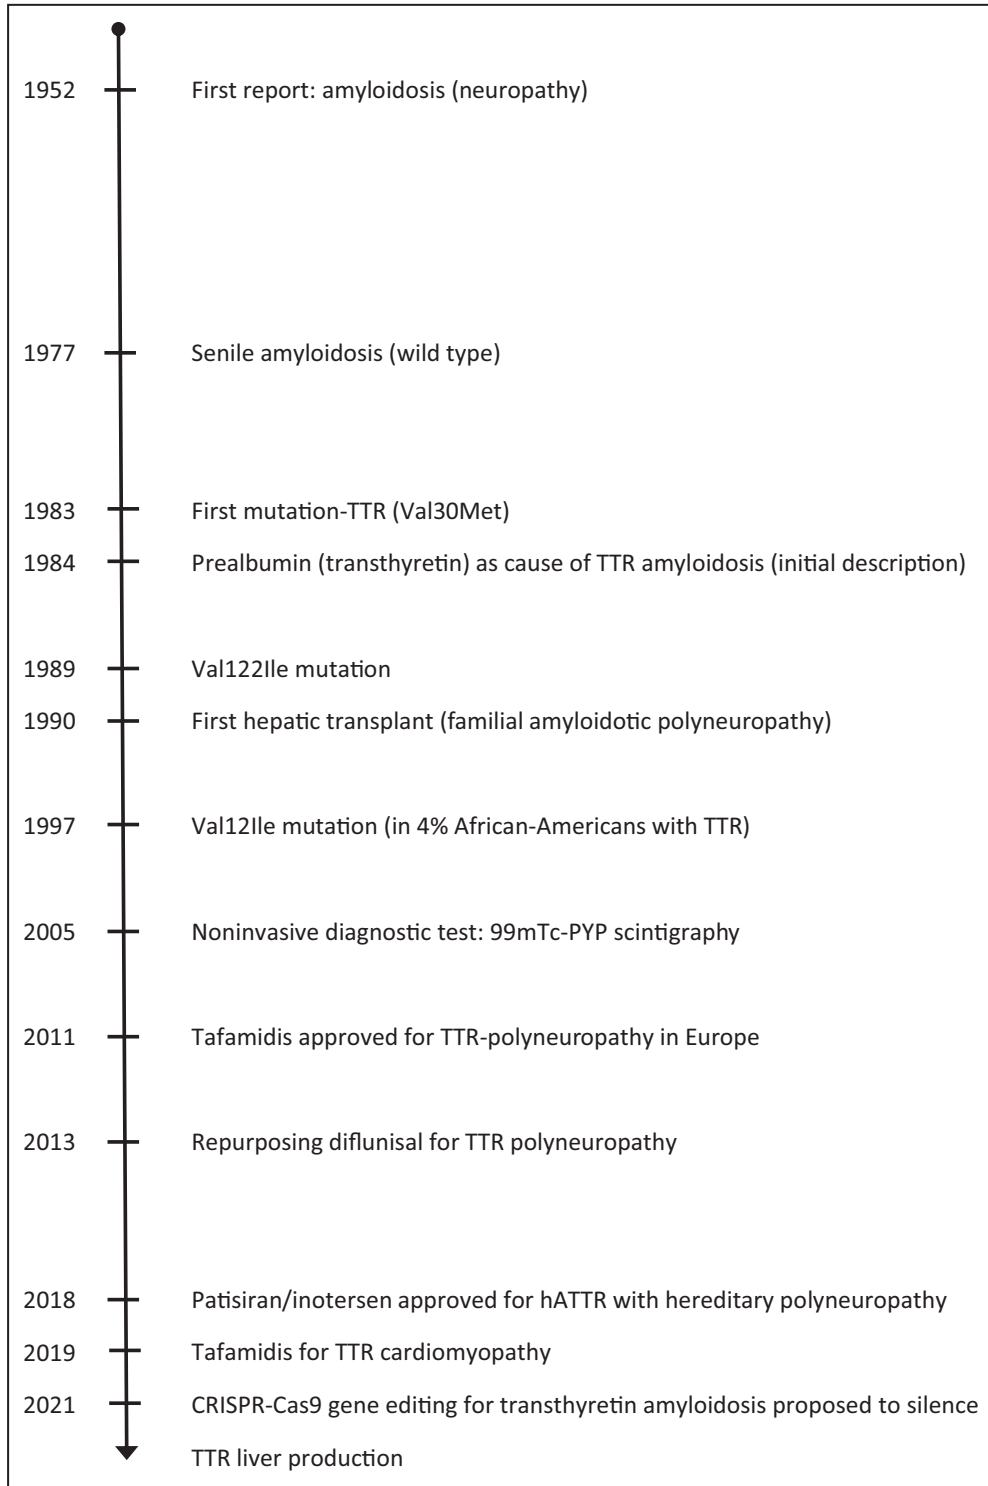 1952 First report: amyloidosis (neuropathy)
1977 Senile amyloidosis (wild type)
1983 First mutation-TTR (Val30Met)
1984 Prealbumin (transthyretin) as cause of TTR amyloidosis (initial description)
1989 Val122Ile mutation
1990 First hepatic transplant (familial amyloidotic polyneuropathy)
1997 Val12Ile mutation (in 4% African-Americans with TTR)
2005 Noninvasive diagnostic test: 99mTc-PYP scintigraphy
2011 Tafamidis approved for TTR-polyneuropathy in Europe
2013 Repurposing diflunisal for TTR polyneuropathy
2018 Patisiran/inotersen approved for hATTR with hereditary polyneuropathy
2019 Tafamidis for TTR cardiomyopathy
2021 CRISPR-Cas9 gene editing for transthyretin amyloidosis proposed to silence
TTR liver production